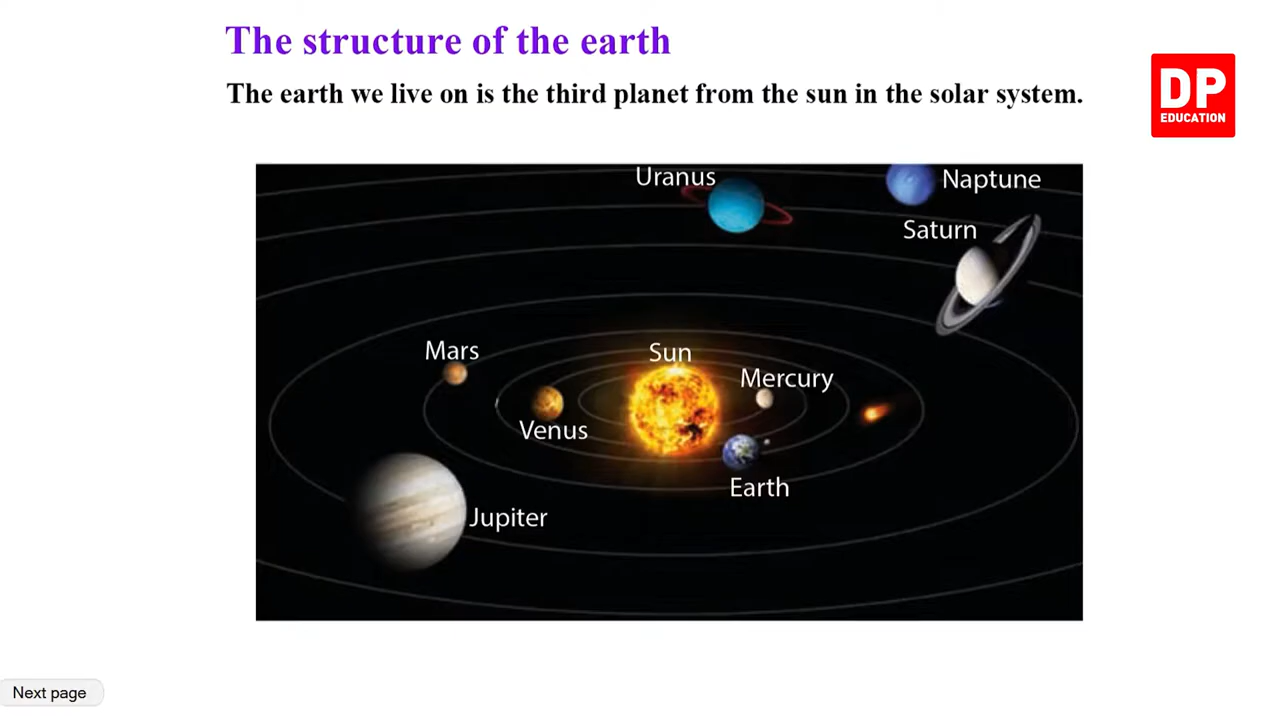 The structure of the earth
The earth we live on is the third planet from the sun in the solar system.
DP
EDUCATION
Uranus
Naptune
Saturn
Mars
Sun
Mercury
Venus
Earth
Jupiter
Next page